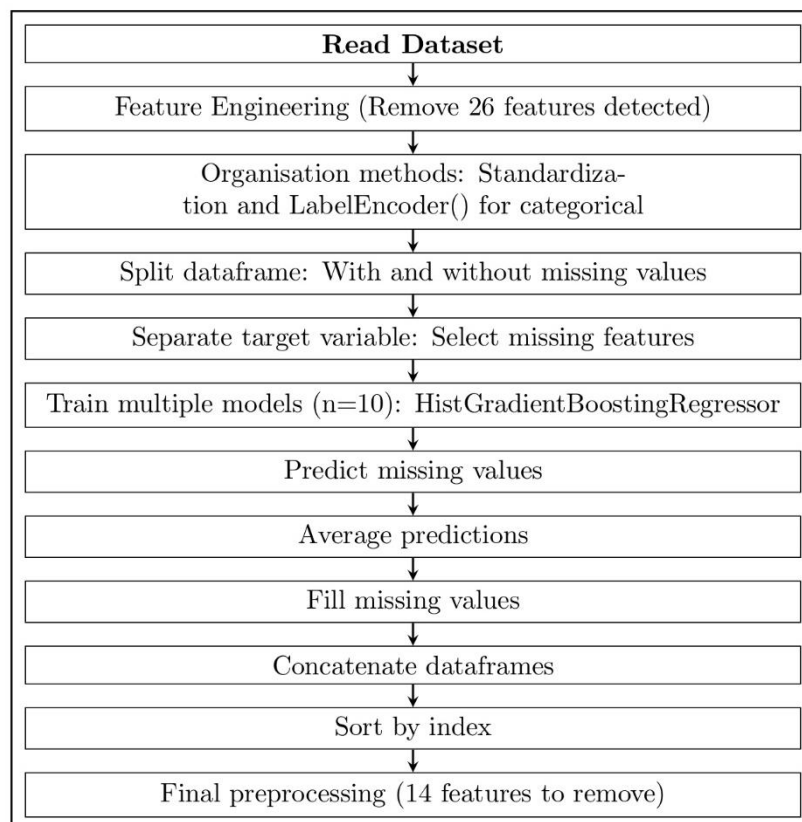 Read Dataset
Feature Engineering (Remove 26 features detected)
Organisation methods: Standardiza-
tion and LabelEncoder() for categorical
Split dataframe: With and without missing values
Separate target variable: Select missing features
Train multiple models (n=10): HistGradientBoostingRegressor
Predict missing values
Average predictions
Fill missing values
Concatenate dataframes
Sort by index
Final preprocessing (14 features to remove)